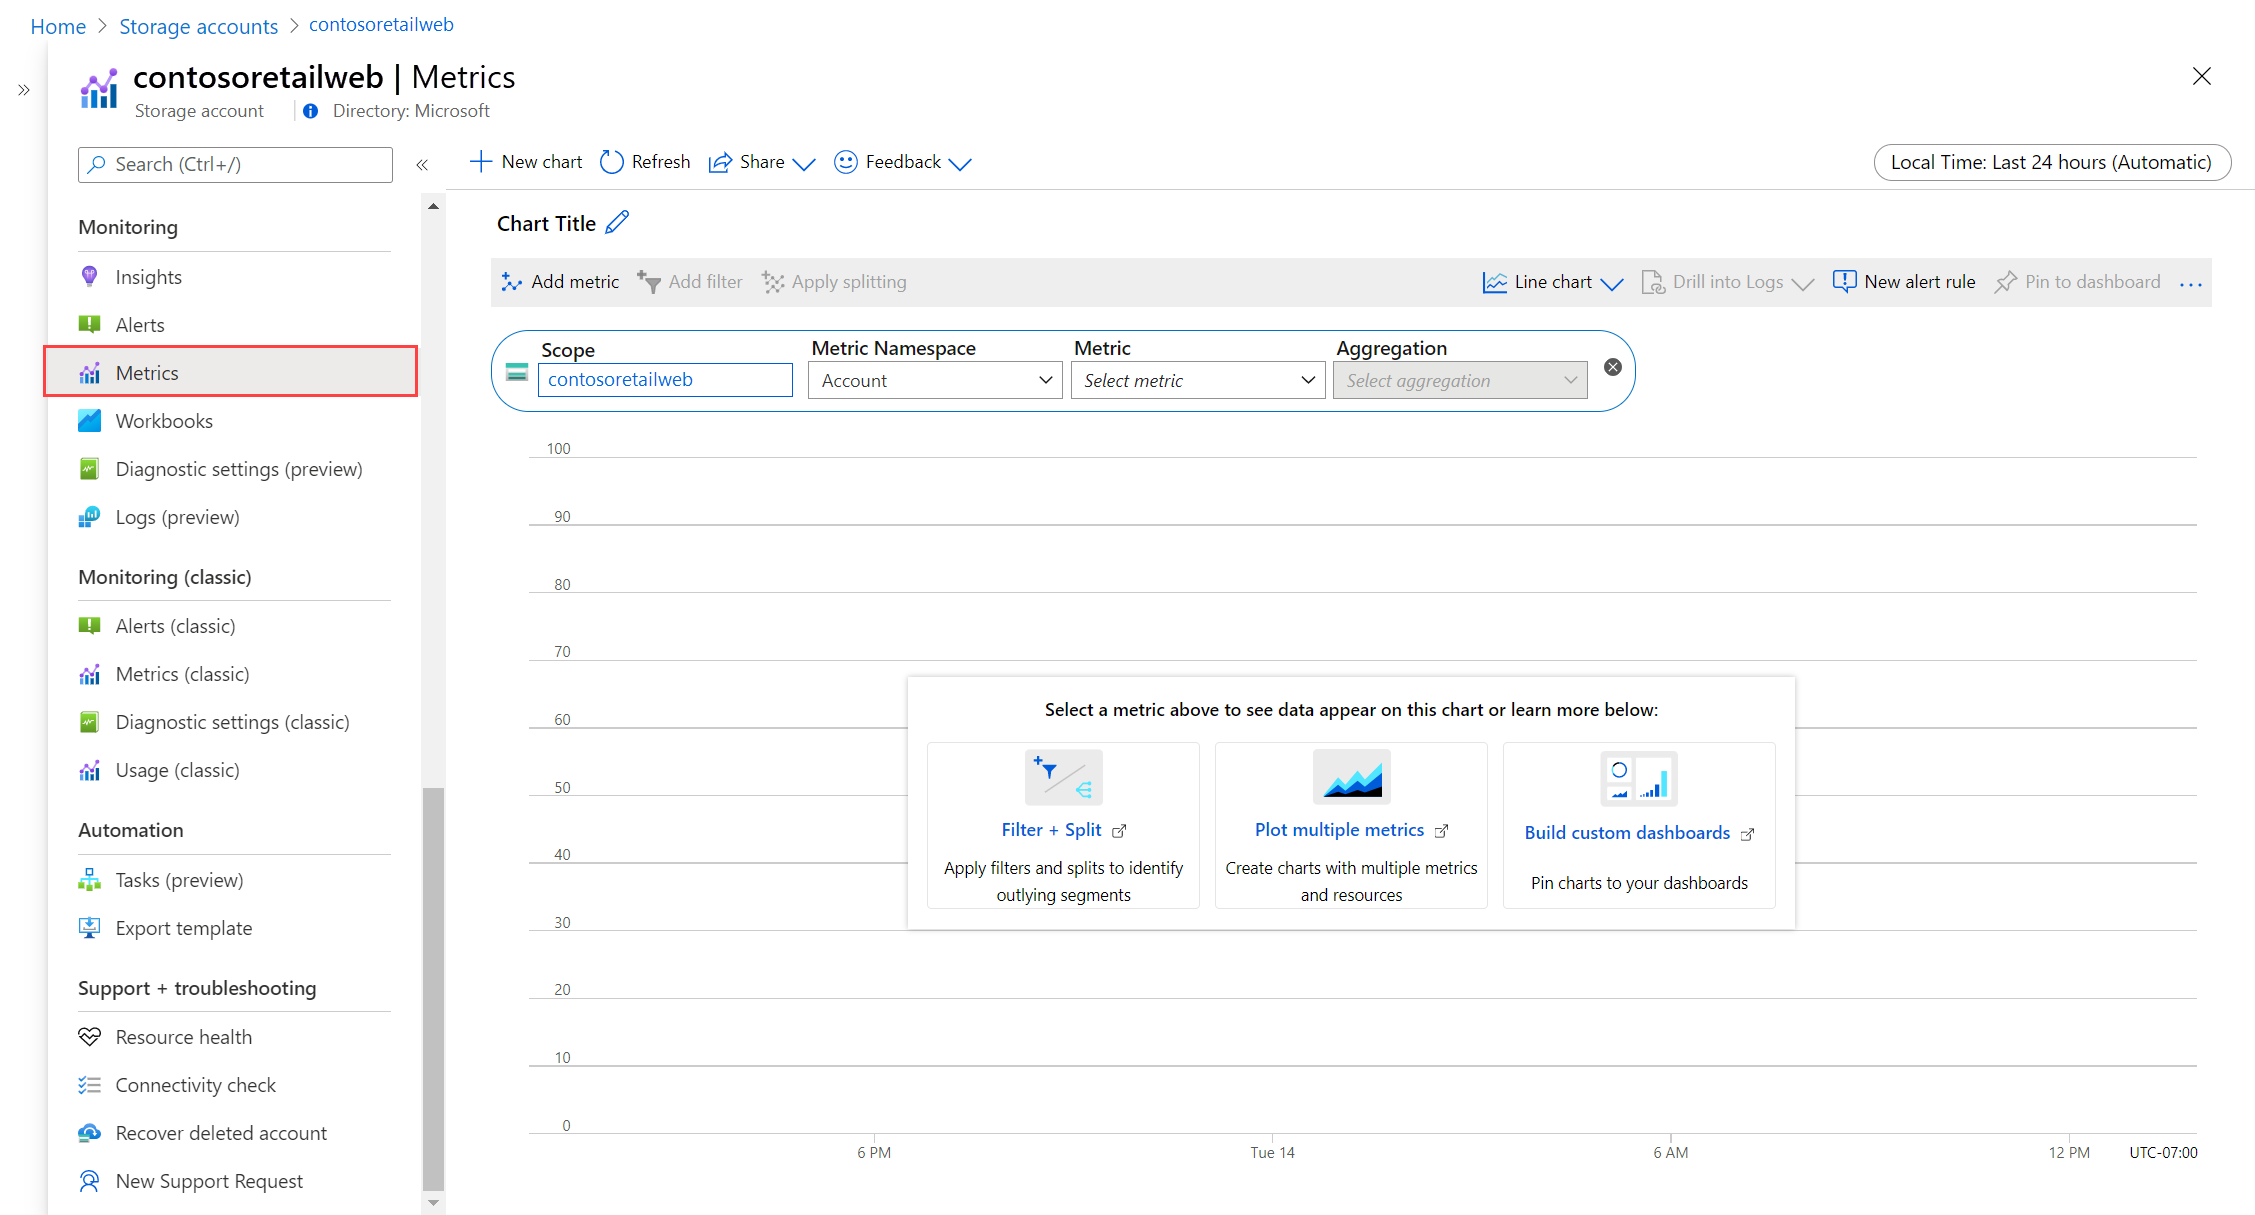 Home > Storage accounts > contosoretailweb
contosoretailweb | Metrics
Storage account
Directory: Microsoft
Search (Ctrl+/)
New chart
Refresh
Share
Feedback
Local Time: Last 24 hours (Automatic)
Monitoring
Insights
Alerts
Metrics
Workbooks
Diagnostic settings (preview)
Logs (preview)
Monitoring (classic)
Alerts (classic)
Metrics (classic)
Diagnostic settings (classic)
Usage (classic)
Automation
Tasks (preview)
Export template
Support + troubleshooting
Resource health
Connectivity check
Recover deleted account
New Support Request
Chart Title
Add metric
Add filter
Apply splitting
Line chart
Drill into Logs
New alert rule
Pin to dashboard
Scope
contosoretailweb
Metric Namespace
Account
Metric
Select metric
Aggregation
Select aggregation
100
90
80
70
60
50
40
30
20
10
0
Select a metric above to see data appear on this chart or learn more below:
Filter + Split
Apply filters and splits to identify
outlying segments
Plot multiple metrics
Create charts with multiple metrics
and resources
Build custom dashboards
Pin charts to your dashboards
6 PM
Tue 14
6 AM
12 PM
UTC-07:00